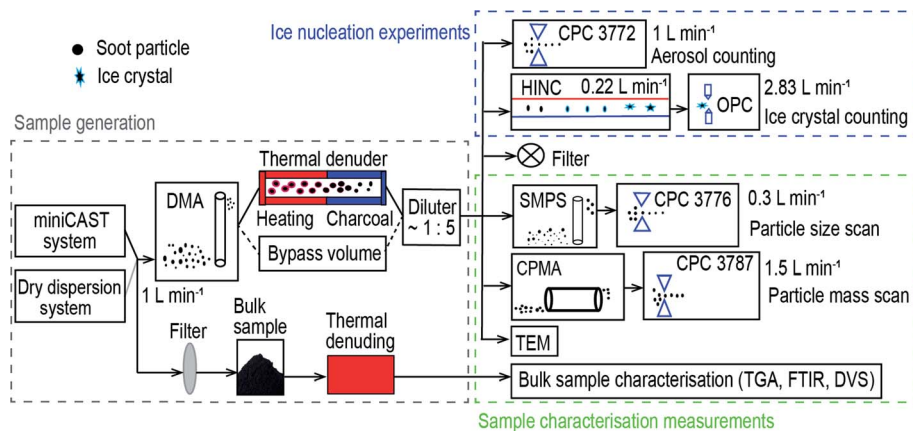 Ice nucleation experiments
Soot particle
Ice crystal
CPC 3772
1 L min⁻¹
Aerosol counting
HINC
0.22 L min⁻¹
OPC
2.83 L min⁻¹
Ice crystal counting
Filter
Sample generation
Thermal denuder
Heating
Charcoal
DMA
miniCAST
system
Dry dispersion
system
1 L min⁻¹
Bypass volume
Diluter
~ 1 : 5
SMPS
CPC 3776
0.3 L min⁻¹
Particle size scan
CPMA
CPC 3787
1.5 L min⁻¹
Particle mass scan
TEM
Filter
Bulk
sample
Thermal
denuding
Bulk sample characterisation (TGA, FTIR, DVS)
Sample characterisation measurements